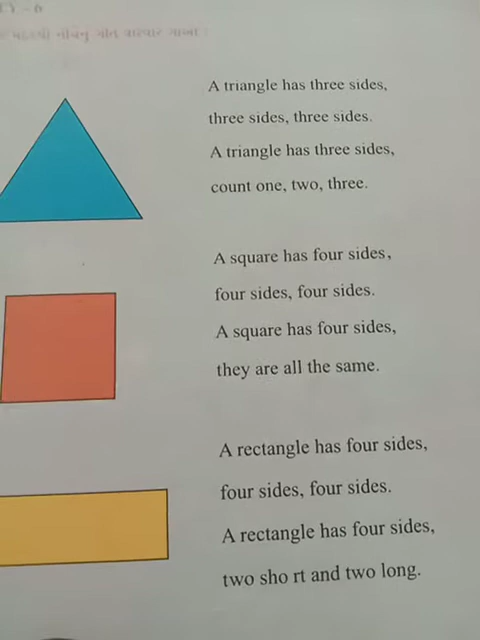 A triangle has three sides,
three sides, three sides.
A triangle has three sides,
count one, two, three.
A square has four sides,
four sides, four sides.
A square has four sides,
they are all the same.
A rectangle has four sides,
four sides, four sides.
A rectangle has four sides,
two sho rt and two long.